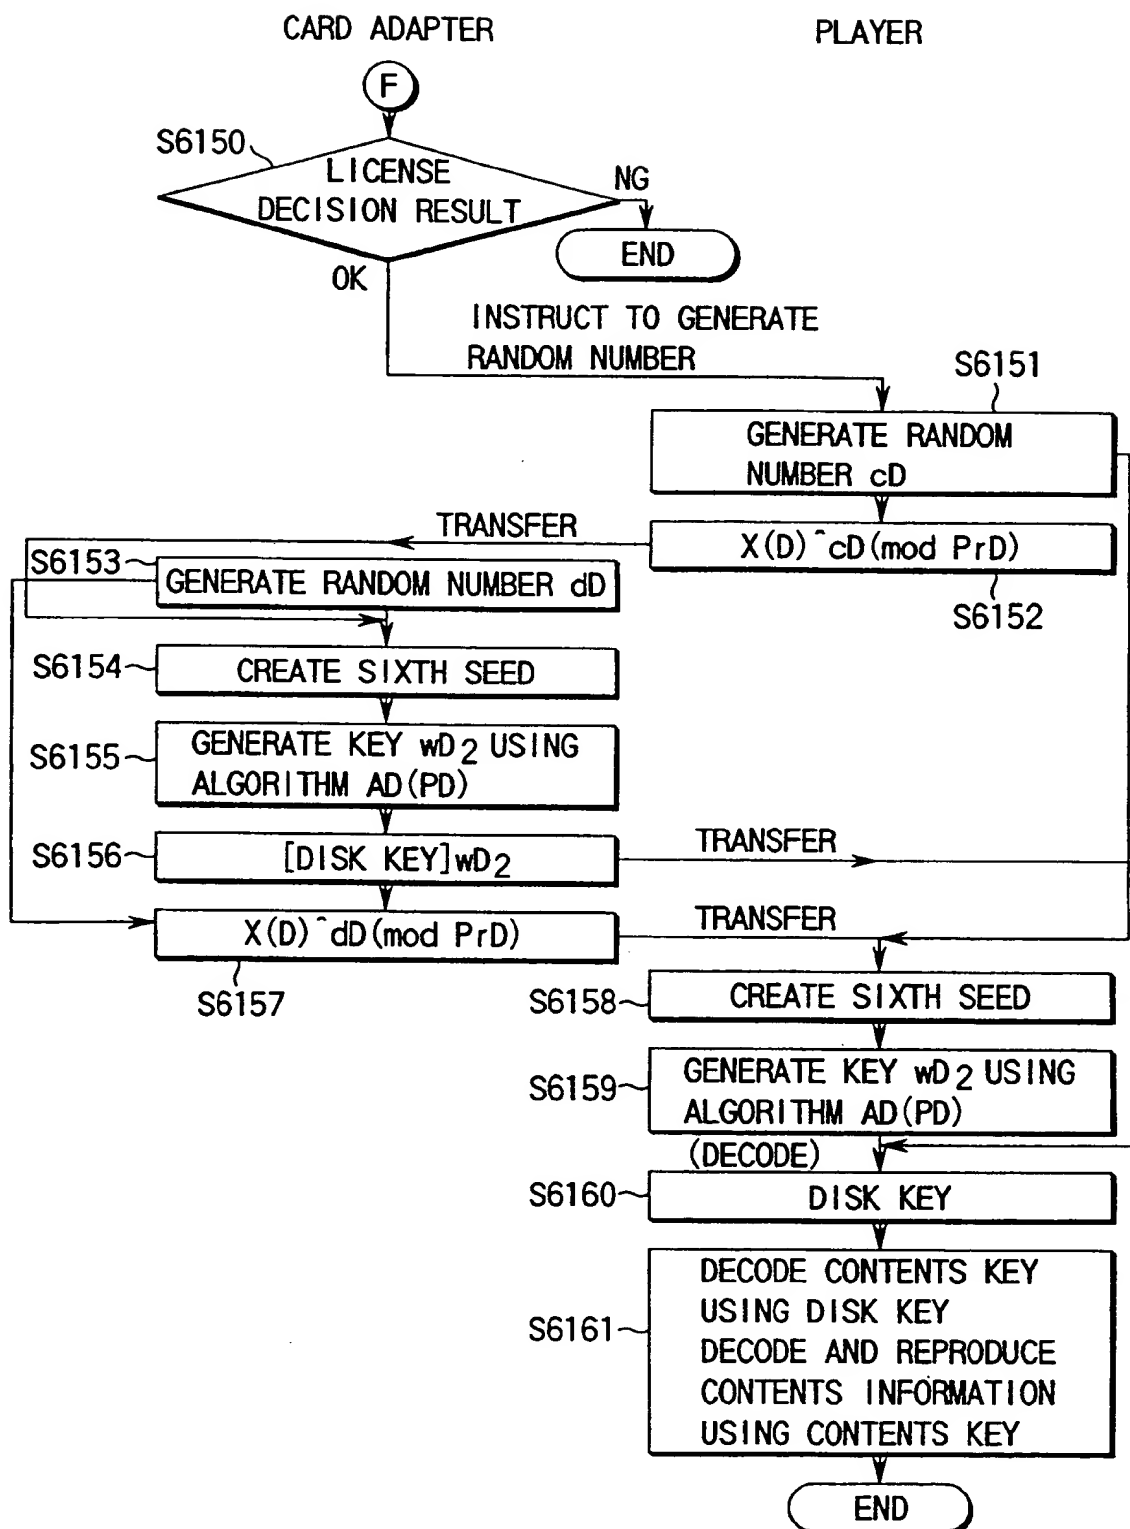 CARD ADAPTER
PLAYER
F
S6150
LICENSE
DECISION RESULT
NG
END
OK
INSTRUCT TO GENERATE
RANDOM NUMBER
S6151
GENERATE RANDOM
NUMBER cD
TRANSFER
X(D)^cD(mod PrD)
S6152
S6153
GENERATE RANDOM NUMBER dD
S6154
CREATE SIXTH SEED
S6155
GENERATE KEY wD2 USING
ALGORITHM AD(PD)
S6156
[DISK KEY]wD2
TRANSFER
X(D)^dD(mod PrD)
TRANSFER
S6157
S6158
CREATE SIXTH SEED
S6159
GENERATE KEY wD2 USING
ALGORITHM AD(PD)
(DECODE)
S6160
DISK KEY
S6161
DECODE CONTENTS KEY
USING DISK KEY
DECODE AND REPRODUCE
CONTENTS INFORMATION
USING CONTENTS KEY
END